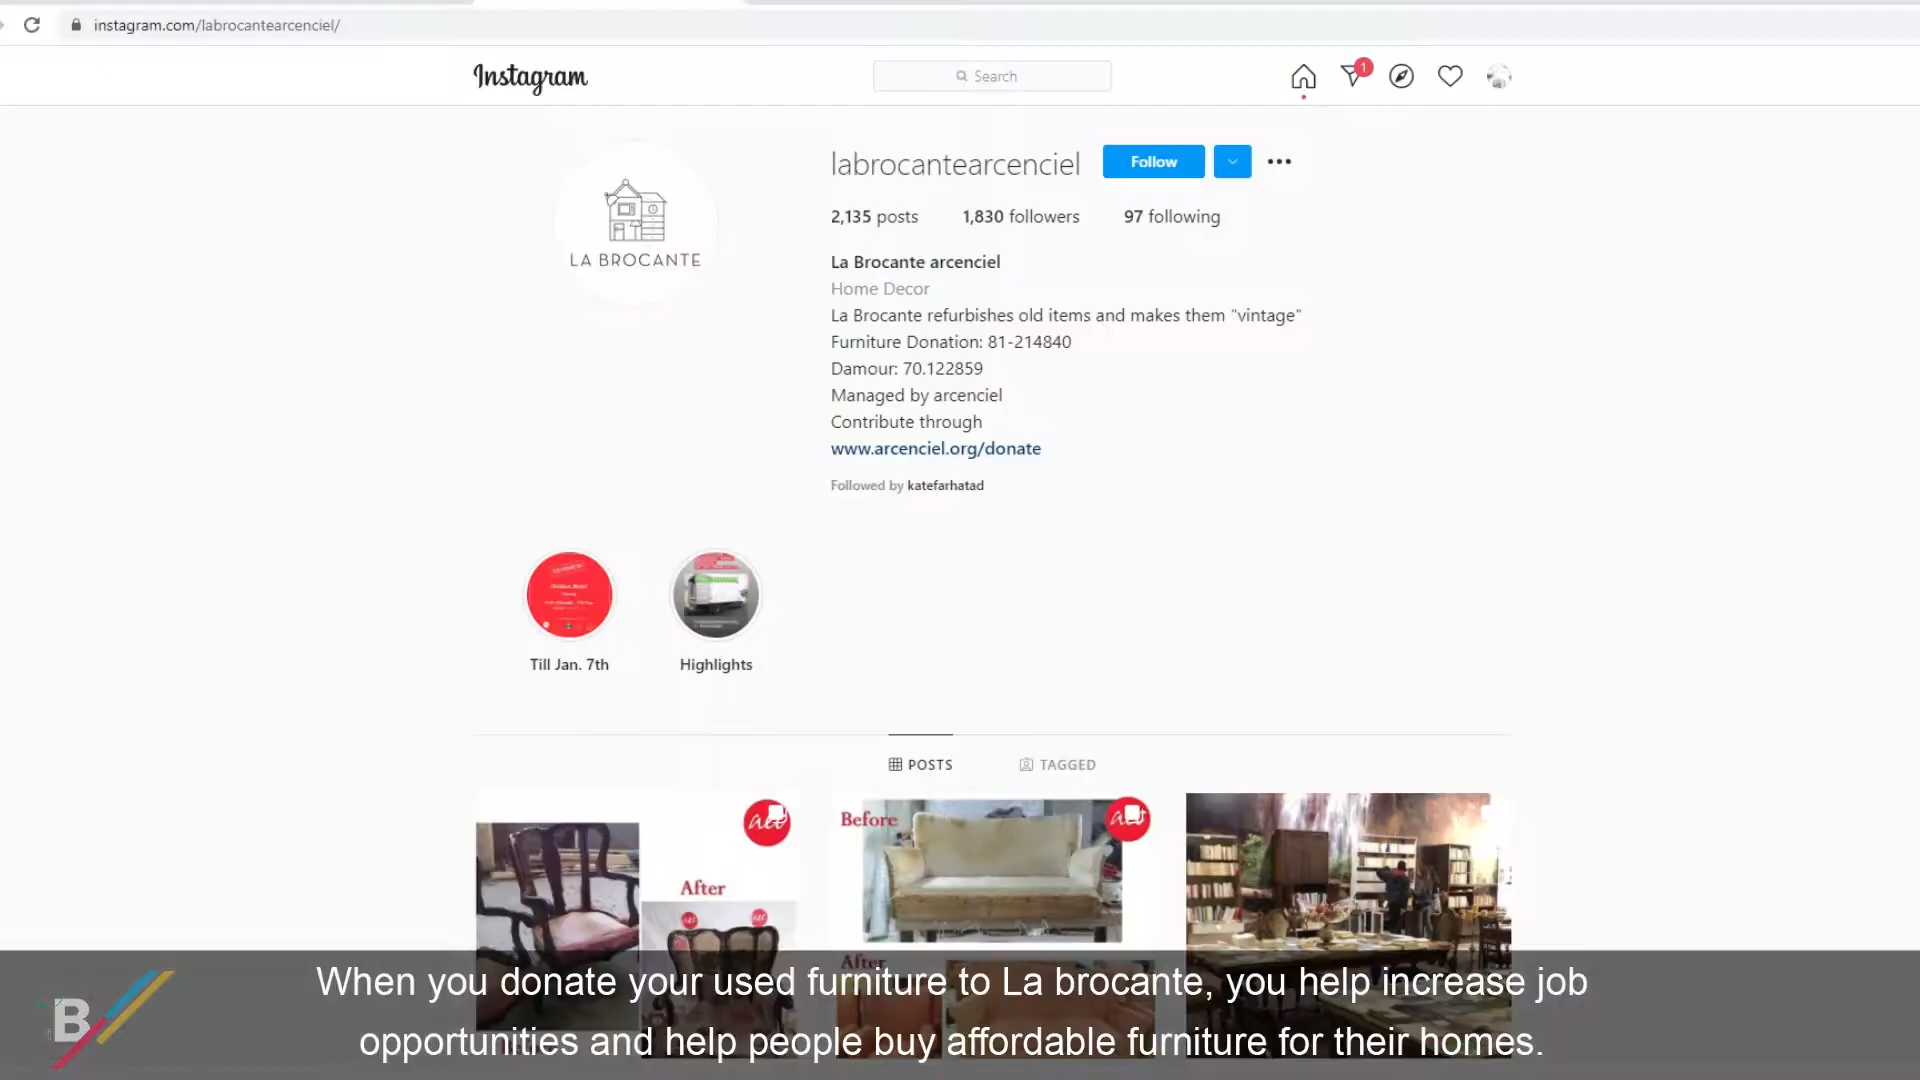 instagram.com/labrocantearcenciel/
Instagram
Search
1
LA BROCANTE
labrocantearcenciel
Follow
2,135 posts 1,830 followers 97 following
La Brocante arcenciel
Home Decor
La Brocante refurbishes old items and makes them "vintage"
Furniture Donation: 81-214840
Damour: 70.122859
Managed by arcenciel
Contribute through
www.arcenciel.org/donate
Followed by katefarhatad
Till Jan. 7th
Highlights
POSTS
TAGGED
After
Before
After
B
When you donate your used furniture to La brocante, you help increase job
opportunities and help people buy affordable furniture for their homes.